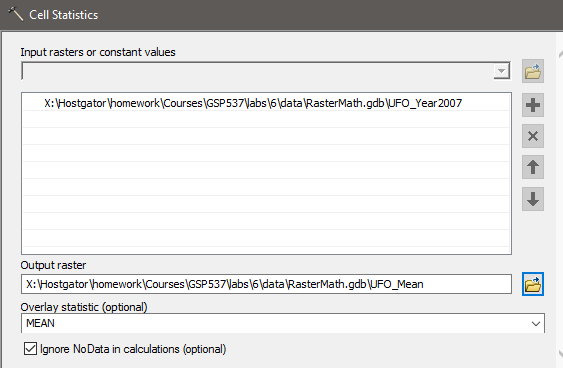 Cell Statistics
Input rasters or constant values
X:\Hostgator\homework\Courses\GSP537\labs\6\data\RasterMath.gdb\UFO_Year2007
Output raster
X:\Hostgator\homework\Courses\GSP537\labs\6\data\RasterMath.gdb\UFO_Mean
Overlay statistic (optional)
MEAN
Ignore NoData in calculations (optional)